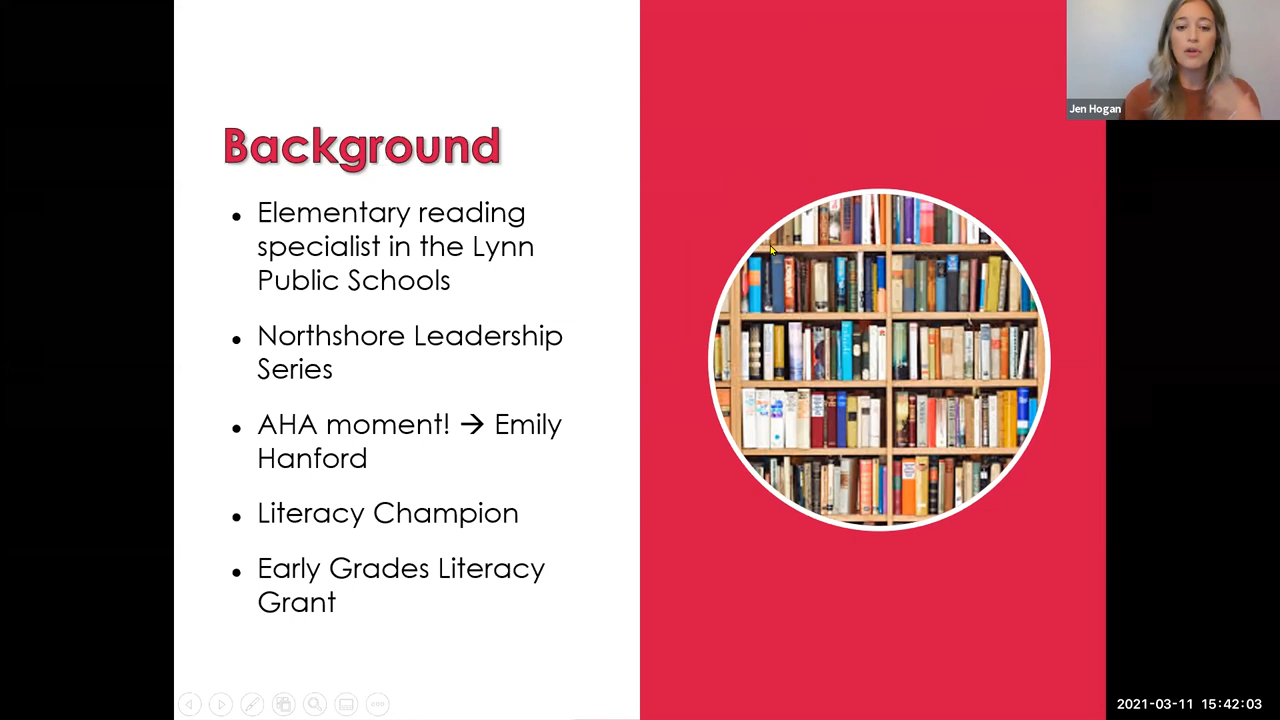 Background
• Elementary reading
specialist in the Lynn
Public Schools
• Northshore Leadership
Series
• AHA moment! → Emily
Hanford
• Literacy Champion
• Early Grades Literacy
Grant
Jen Hogan
2021-03-11 15:42:03